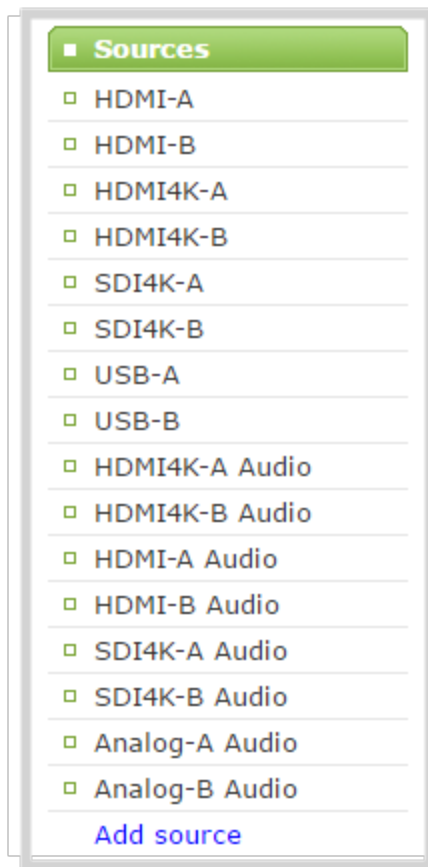 Sources
HDMI-A
HDMI-B
HDMI4K-A
HDMI4K-B
SDI4K-A
SDI4K-B
USB-A
USB-B
HDMI4K-A Audio
HDMI4K-B Audio
HDMI-A Audio
HDMI-B Audio
SDI4K-A Audio
SDI4K-B Audio
Analog-A Audio
Analog-B Audio
Add source